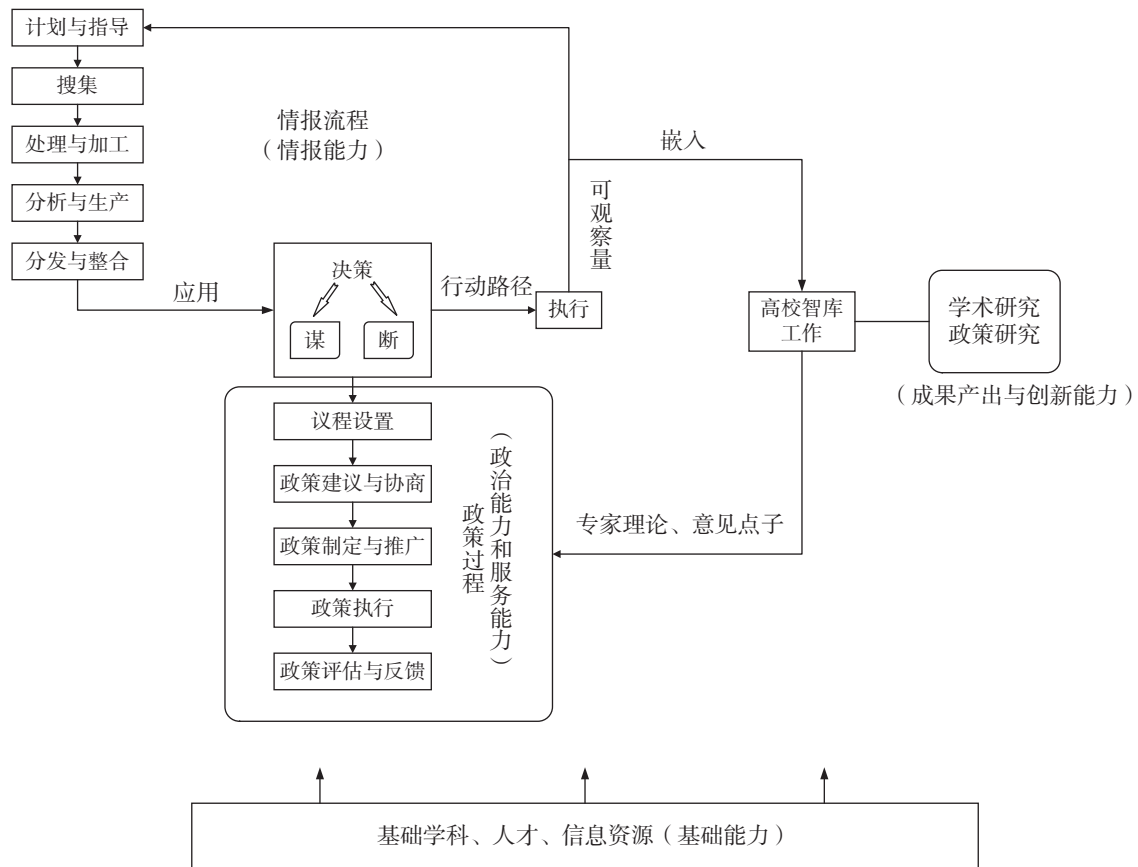 计划与指导
搜集
处理与加工
分析与生产
分发与整合
情报流程
（情报能力）
嵌入
可观察量
应用
决策
谋
断
行动路径
执行
高校智库
工作
学术研究
政策研究
（成果产出与创新能力）
议程设置
政策建议与协商
政策制定与推广
政策执行
政策评估与反馈
（政治能力和服务能力）
政策过程
专家理论、意见点子
基础学科、人才、信息资源（基础能力）